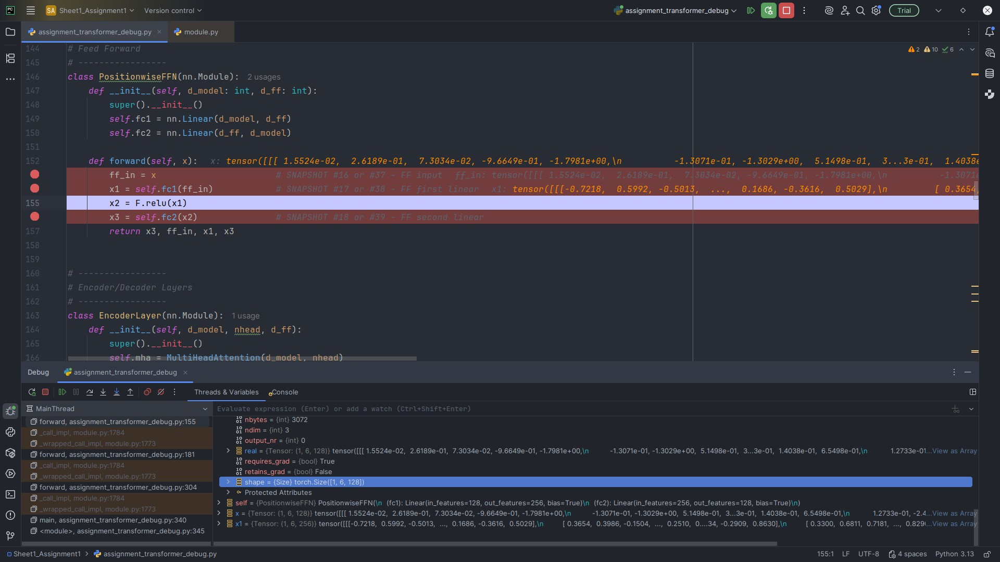 PC SA Sheet1_Assignment1 Version control assignment_transformer_debug Trial
assignment_transformer_debug.py module.py
2 10 6
144 # Feed Forward
145 # -----------------
146 class PositionwiseFFN(nn.Module): 2 usages
147 def __init__(self, d_model: int, d_ff: int):
148 super().__init__()
149 self.fc1 = nn.Linear(d_model, d_ff)
150 self.fc2 = nn.Linear(d_ff, d_model)
151
152 def forward(self, x): x: tensor([[[ 1.5524e-02, 2.6189e-01, 7.3034e-02, -9.6649e-01, -1.7981e+00,\n -1.3071e-01, -1.3029e+00, 5.1498e-01, 3...3e-01, 1.4038e
ff_in = x # SNAPSHOT #16 or #37 – FF input ff_in: tensor([[[ 1.5524e-02, 2.6189e-01, 7.3034e-02, -9.6649e-01, -1.7981e+00,\n -1.3071e
x1 = self.fc1(ff_in) # SNAPSHOT #17 or #38 – FF first linear x1: tensor([[[-0.7218, 0.5992, -0.5013, ..., 0.1686, -0.3616, 0.5029],\n [ 0.3654,
155 x2 = F.relu(x1)
x3 = self.fc2(x2) # SNAPSHOT #18 or #39 – FF second linear
157 return x3, ff_in, x1, x3
158
159
160 # -----------------
161 # Encoder/Decoder Layers
162 # -----------------
163 class EncoderLayer(nn.Module): 1 usage
164 def __init__(self, d_model, nhead, d_ff):
165 super().__init__()
166 self.mha = MultiHeadAttention(d_model, nhead)
Debug assignment_transformer_debug
Threads & Variables Console
MainThread
Evaluate expression (Enter) or add a watch (Ctrl+Shift+Enter)
forward, assignment_transformer_debug.py:155
_call_impl, module.py:1784
_wrapped_call_impl, module.py:1773
forward, assignment_transformer_debug.py:181
_call_impl, module.py:1784
_wrapped_call_impl, module.py:1773
forward, assignment_transformer_debug.py:304
_call_impl, module.py:1784
_wrapped_call_impl, module.py:1773
main, assignment_transformer_debug.py:340
<module>, assignment_transformer_debug.py:345
nbytes = {int} 3072
ndim = {int} 3
output_nr = {int} 0
real = {Tensor: (1, 6, 128)} tensor([[[ 1.5524e-02, 2.6189e-01, 7.3034e-02, -9.6649e-01, -1.7981e+00,\n -1.3071e-01, -1.3029e+00, 5.1498e-01, 3...3e-01, 1.4038e-01, 6.5498e-01,\n 1.2733e-01...View as Array
requires_grad = {bool} True
retains_grad = {bool} False
shape = {Size} torch.Size([1, 6, 128])
Protected Attributes
self = {PositionwiseFFN} PositionwiseFFN(\n (fc1): Linear(in_features=128, out_features=256, bias=True)\n (fc2): Linear(in_features=256, out_features=128, bias=True)\n)
x = {Tensor: (1, 6, 128)} tensor([[[ 1.5524e-02, 2.6189e-01, 7.3034e-02, -9.6649e-01, -1.7981e+00,\n -1.3071e-01, -1.3029e+00, 5.1498e-01, 3...3e-01, 1.4038e-01, 6.5498e-01,\n 1.2733e-01, -2.4...View as Array
x1 = {Tensor: (1, 6, 256)} tensor([[[-0.7218, 0.5992, -0.5013, ..., 0.1686, -0.3616, 0.5029],\n [ 0.3654, 0.3986, -0.1504, ..., 0.2510, 0....34, -0.2909, 0.8630],\n [ 0.3300, 0.6811, 0.7181, ..., 0.829...View as Array
Sheet1_Assignment1 assignment_transformer_debug.py 155:1 LF UTF-8 4 spaces Python 3.13